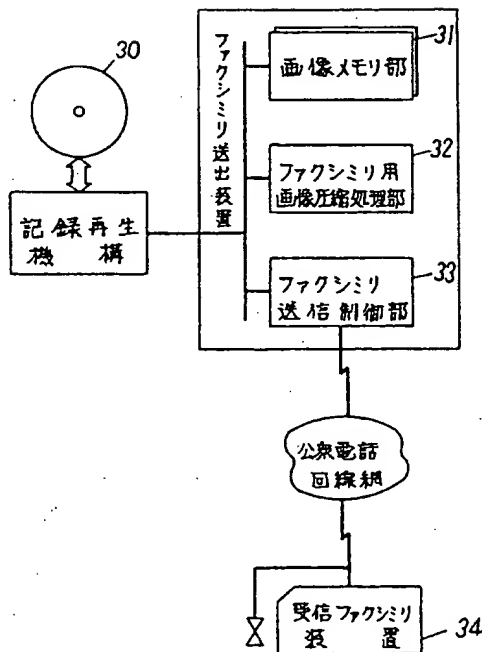 30
記録再生
機構
ファクシミリ送出装置
31
画像メモリ部
32
ファクシミリ用
画像圧縮処理部
33
ファクシミリ
送信制御部
公衆電話
回線網
受信ファクシミリ
装置
34